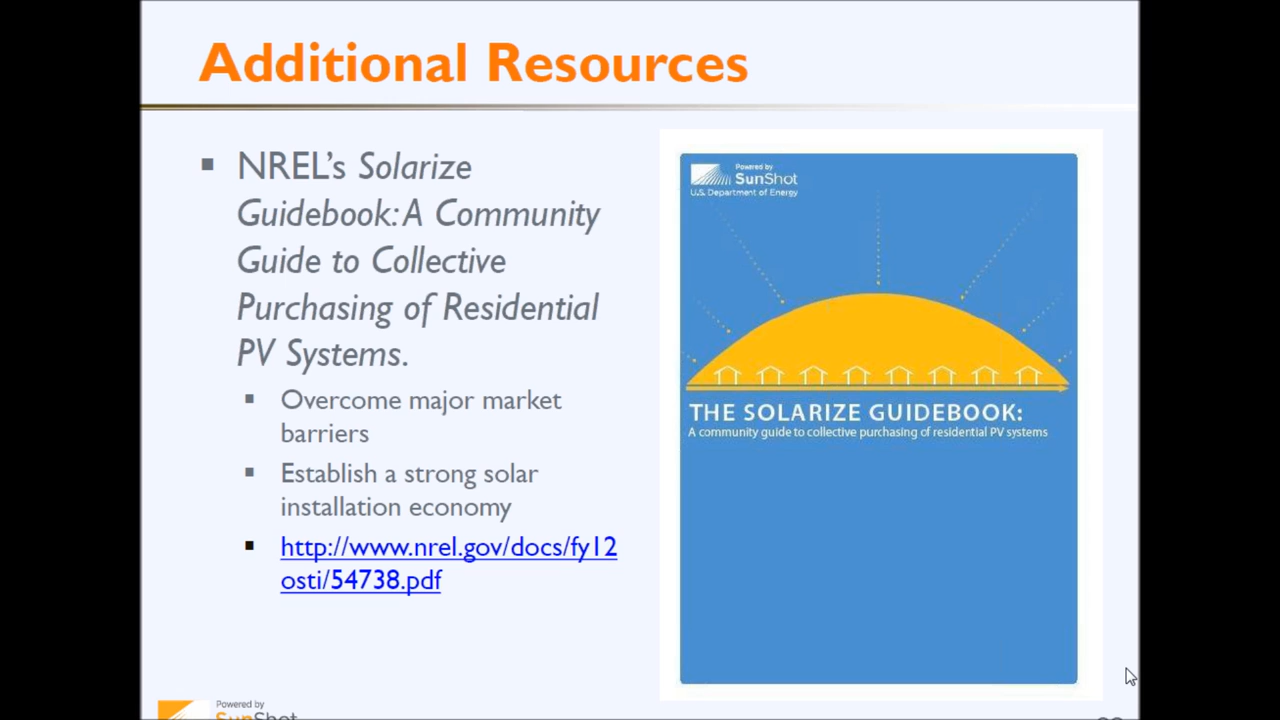 Additional Resources
NREL's Solarize
Guidebook: A Community
Guide to Collective
Purchasing of Residential
PV Systems.
Overcome major market
barriers
Establish a strong solar
installation economy
http://www.nrel.gov/docs/fy12
osti/54738.pdf
Powered by
SunShot
U.S. Department of Energy
THE SOLARIZE GUIDEBOOK:
A community guide to collective purchasing of residential PV systems
Powered by
SunShot